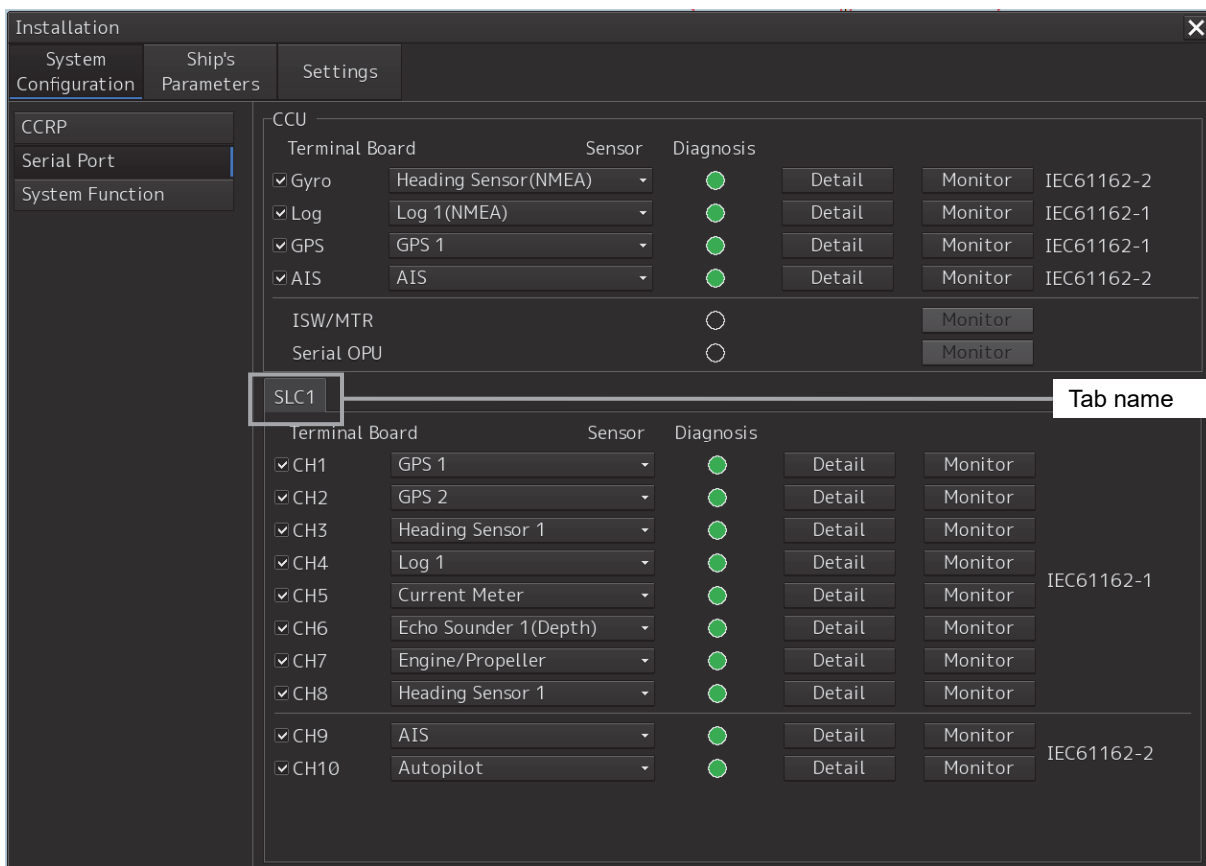 Installation
System Configuration
Ship's Parameters
Settings
CCRP
Serial Port
System Function
CCU
Terminal Board Sensor Diagnosis
Gyro Heading Sensor(NMEA) Detail Monitor IEC61162-2
Log Log 1(NMEA) Detail Monitor IEC61162-1
GPS GPS 1 Detail Monitor IEC61162-1
AIS AIS Detail Monitor IEC61162-2
ISW/MTR Monitor
Serial OPU Monitor
SLC1 Tab name
Terminal Board Sensor Diagnosis
CH1 GPS 1 Detail Monitor
CH2 GPS 2 Detail Monitor
CH3 Heading Sensor 1 Detail Monitor
CH4 Log 1 Detail Monitor
IEC61162-1
CH5 Current Meter Detail Monitor
CH6 Echo Sounder 1(Depth) Detail Monitor
CH7 Engine/Propeller Detail Monitor
CH8 Heading Sensor 1 Detail Monitor
CH9 AIS Detail Monitor
IEC61162-2
CH10 Autopilot Detail Monitor